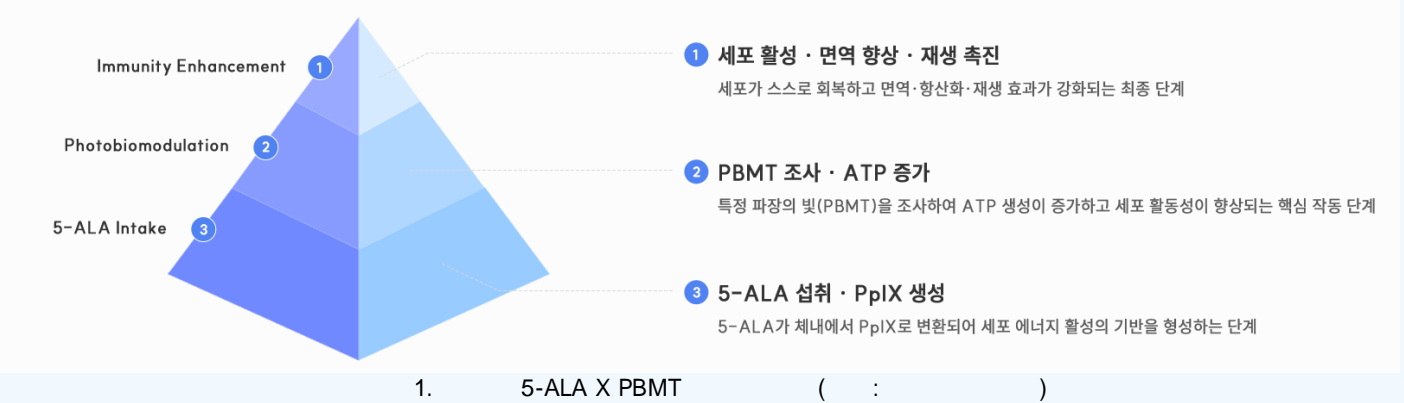 Immunity Enhancement 1
1 세포 활성 · 면역 향상 · 재생 촉진
세포가 스스로 회복하고 면역·항산화·재생 효과가 강화되는 최종 단계
Photobiomodulation 2
2 PBMT 조사 · ATP 증가
특정 파장의 빛(PBMT)을 조사하여 ATP 생성이 증가하고 세포 활동성이 향상되는 핵심 작동 단계
5-ALA Intake 3
3 5-ALA 섭취 · PpIX 생성
5-ALA가 체내에서 PpIX로 변환되어 세포 에너지 활성의 기반을 형성하는 단계
1. 5-ALA X PBMT ( : )